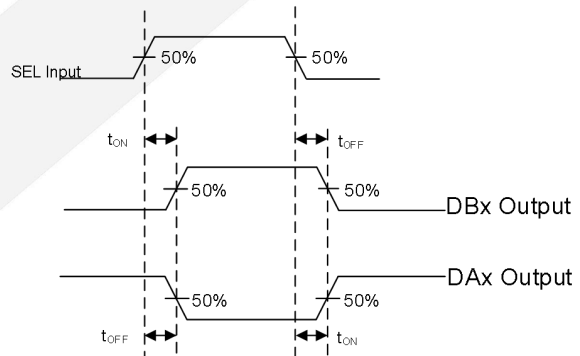 50%
50%
SEL Input
tON
tOFF
50%
50%
DBx Output
DAx Output
50%
50%
tOFF
tON